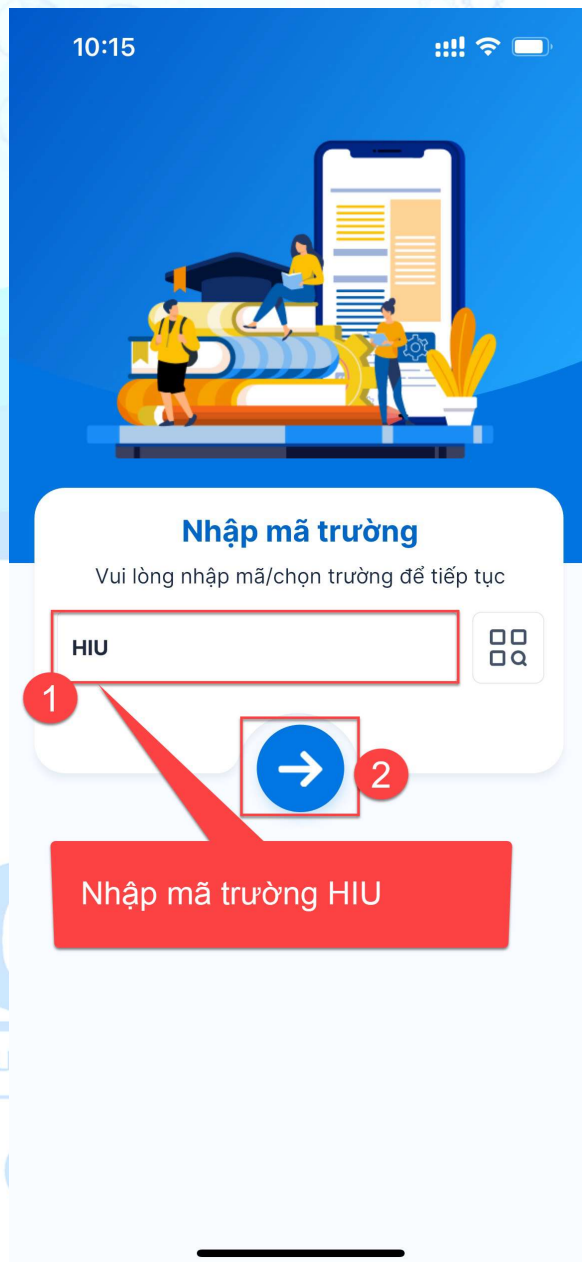 10:15
Nhập mã trường
Vui lòng nhập mã/chọn trường để tiếp tục
HIU
1
2
Nhập mã trường HIU